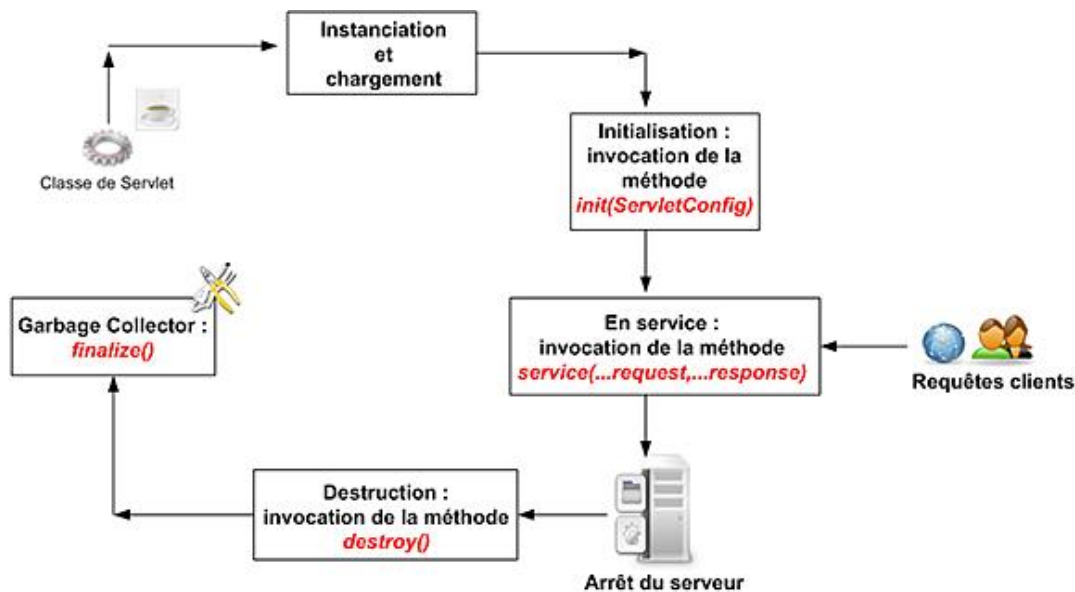 Instanciation
et
chargement
Classe de Servlet
Initialisation :
invocation de la
méthode
init(ServletConfig)
En service :
invocation de la méthode
service(...request,...response)
Requêtes clients
Arrêt du serveur
Destruction :
invocation de la méthode
destroy()
Garbage Collector :
finalize()